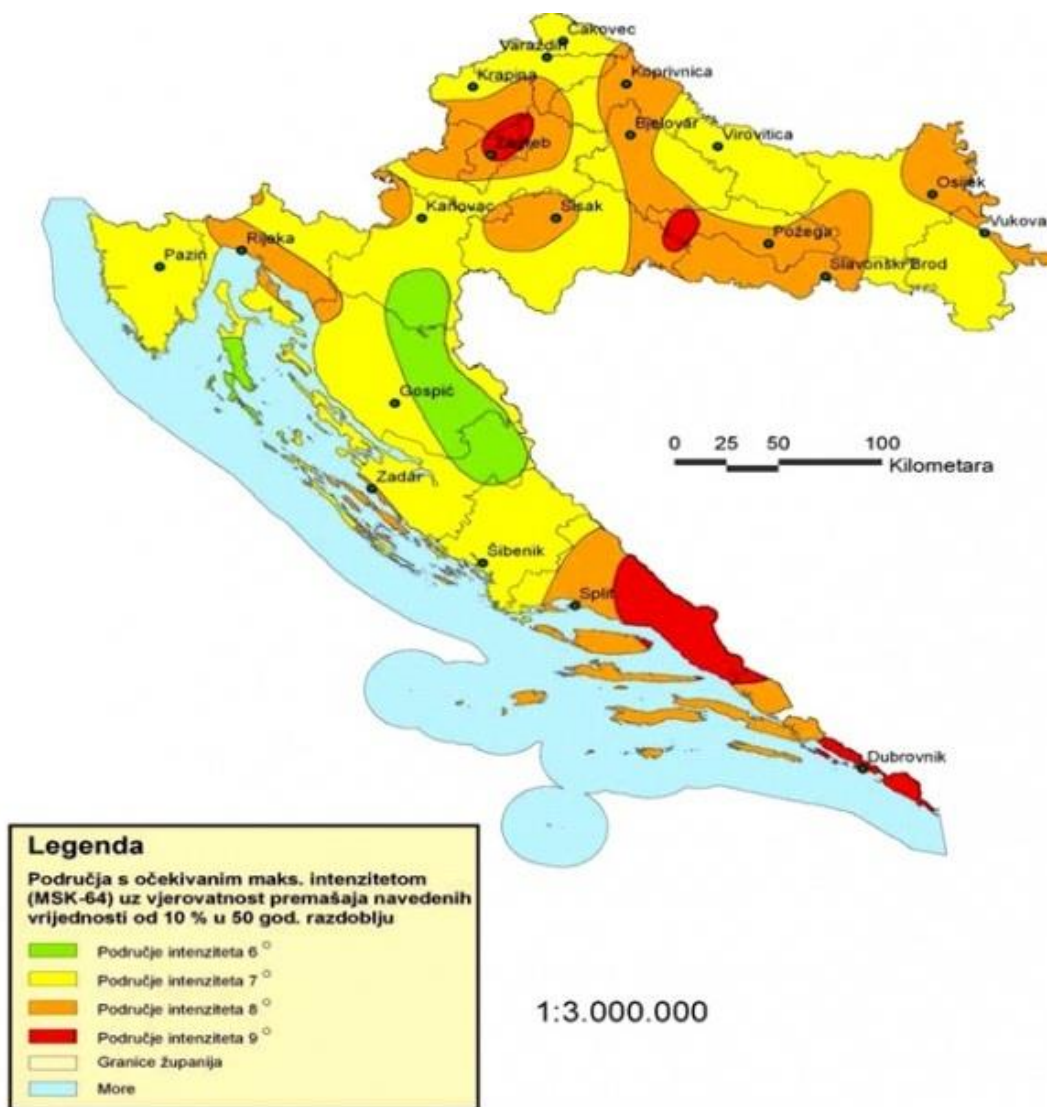 Čakovec
Varaždin
Krapina
Koprivnica
Bjelovar
Virovitica
Zagreb
Osijek
Karlovac
Sisak
Vukova
Rijeka
Požega
Pazin
Slavonski Brod
Gospić
0 25 50 100
Kilometara
Zadar
Šibenik
Split
Dubrovnik
Legenda
Područja s očekivanim maks. intenzitetom
(MSK-64) uz vjerovatnost premašaja navedenih
vrijednosti od 10 % u 50 god. razdoblju
Područje intenziteta 6 °
Područje intenziteta 7 °
Područje intenziteta 8 °
Područje intenziteta 9 °
Granice županija
More
1:3.000.000